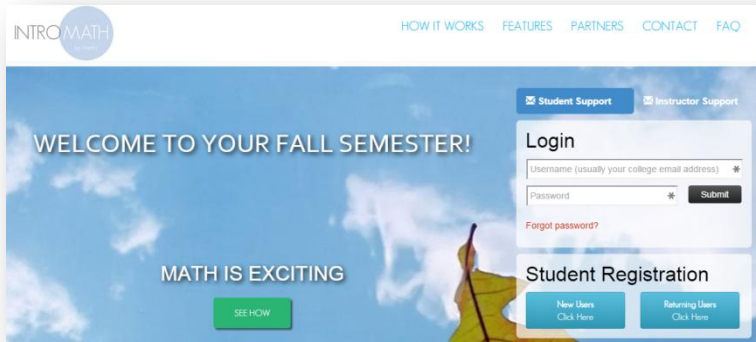 INTROMATH
HOW IT WORKS FEATURES PARTNERS CONTACT FAQ
Student Support Instructor Support
WELCOME TO YOUR FALL SEMESTER!
Login
Username (usually your college email address) *
Password * Submit
Forgot password?
MATH IS EXCITING
SEE HOW
Student Registration
New Users Returning Users
Click Here Click Here